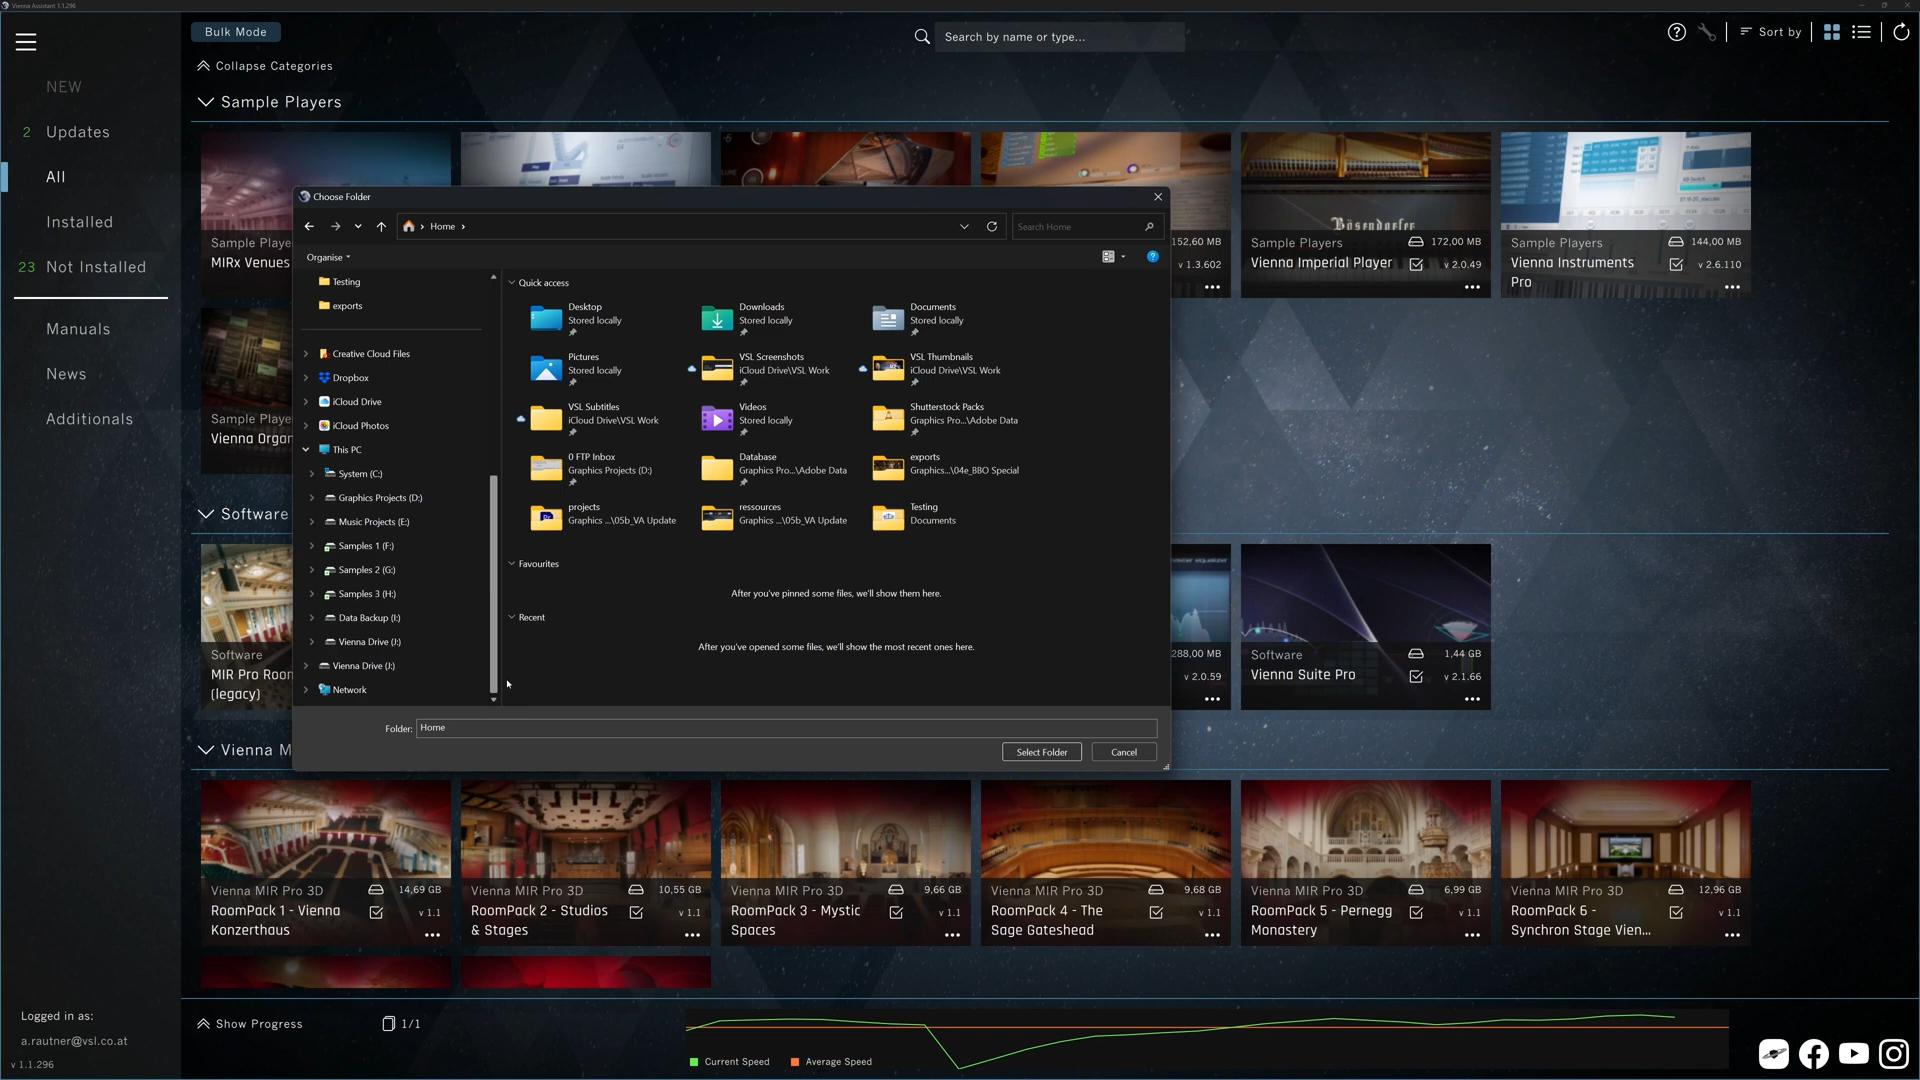 Vienna Assistant 1.1.296
Bulk Mode
Search by name or type...
Sort by
Collapse Categories
NEW
2 Updates
All
Installed
23 Not Installed
Manuals
News
Additionals
Sample Players
Sample Playe
MIRx Venues
152,60 MB
v 1.3.602
Bösendorfer
Sample Players 172,00 MB
Vienna Imperial Player v 2.0.49
Sample Players 144,00 MB
Vienna Instruments v 2.6.110
Pro
Sample Playe
Vienna Organ
Choose Folder
Home
Search Home
Organise
Testing
exports
Creative Cloud Files
Dropbox
iCloud Drive
iCloud Photos
This PC
System (C:)
Graphics Projects (D:)
Music Projects (E:)
Samples 1 (F:)
Samples 2 (G:)
Samples 3 (H:)
Data Backup (I:)
Vienna Drive (J:)
Vienna Drive (J:)
Network
Quick access
Desktop
Stored locally
Downloads
Stored locally
Documents
Stored locally
Pictures
Stored locally
VSL Screenshots
iCloud Drive\VSL Work
VSL Thumbnails
iCloud Drive\VSL Work
VSL Subtitles
iCloud Drive\VSL Work
Videos
Stored locally
Shutterstock Packs
Graphics Pro...\Adobe Data
0 FTP Inbox
Graphics Projects (D:)
Database
Graphics Pro...\Adobe Data
exports
Graphics...\04e_BBO Special
projects
Graphics ...\05b_VA Update
ressources
Graphics ...\05b_VA Update
Testing
Documents
Favourites
After you've pinned some files, we'll show them here.
Recent
After you've opened some files, we'll show the most recent ones here.
Folder: Home
Select Folder
Cancel
Software
Software
MIR Pro Room
(legacy)
288,00 MB
v 2.0.59
Software 1,44 GB
Vienna Suite Pro v 2.1.66
Vienna M
Vienna MIR Pro 3D 14,69 GB
RoomPack 1 - Vienna v 1.1
Konzerthaus
Vienna MIR Pro 3D 10,55 GB
RoomPack 2 - Studios v 1.1
& Stages
Vienna MIR Pro 3D 9,66 GB
RoomPack 3 - Mystic v 1.1
Spaces
Vienna MIR Pro 3D 9,68 GB
RoomPack 4 - The v 1.1
Sage Gateshead
Vienna MIR Pro 3D 6,99 GB
RoomPack 5 - Pernegg v 1.1
Monastery
Vienna MIR Pro 3D 12,96 GB
RoomPack 6 - v 1.1
Synchron Stage Vien...
Logged in as:
a.rautner@vsl.co.at
v 1.1.296
Show Progress
1/1
Current Speed
Average Speed